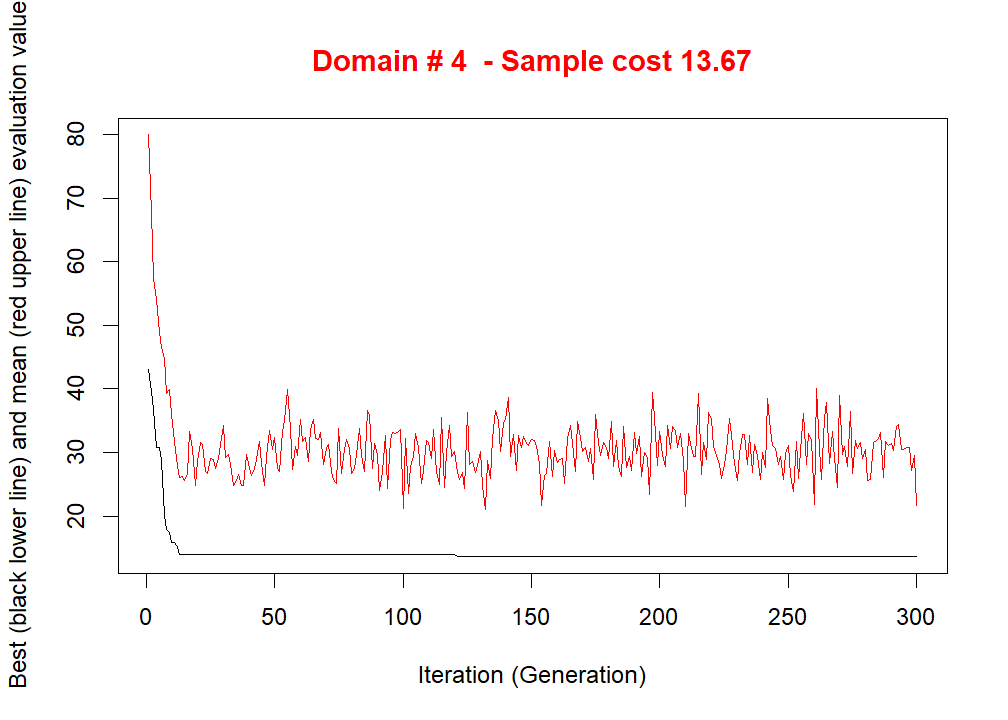 Domain # 4  - Sample cost 13.67
Best (black lower line) and mean (red upper line) evaluation value
80
70
60
50
40
30
20
0 50 100 150 200 250 300
Iteration (Generation)